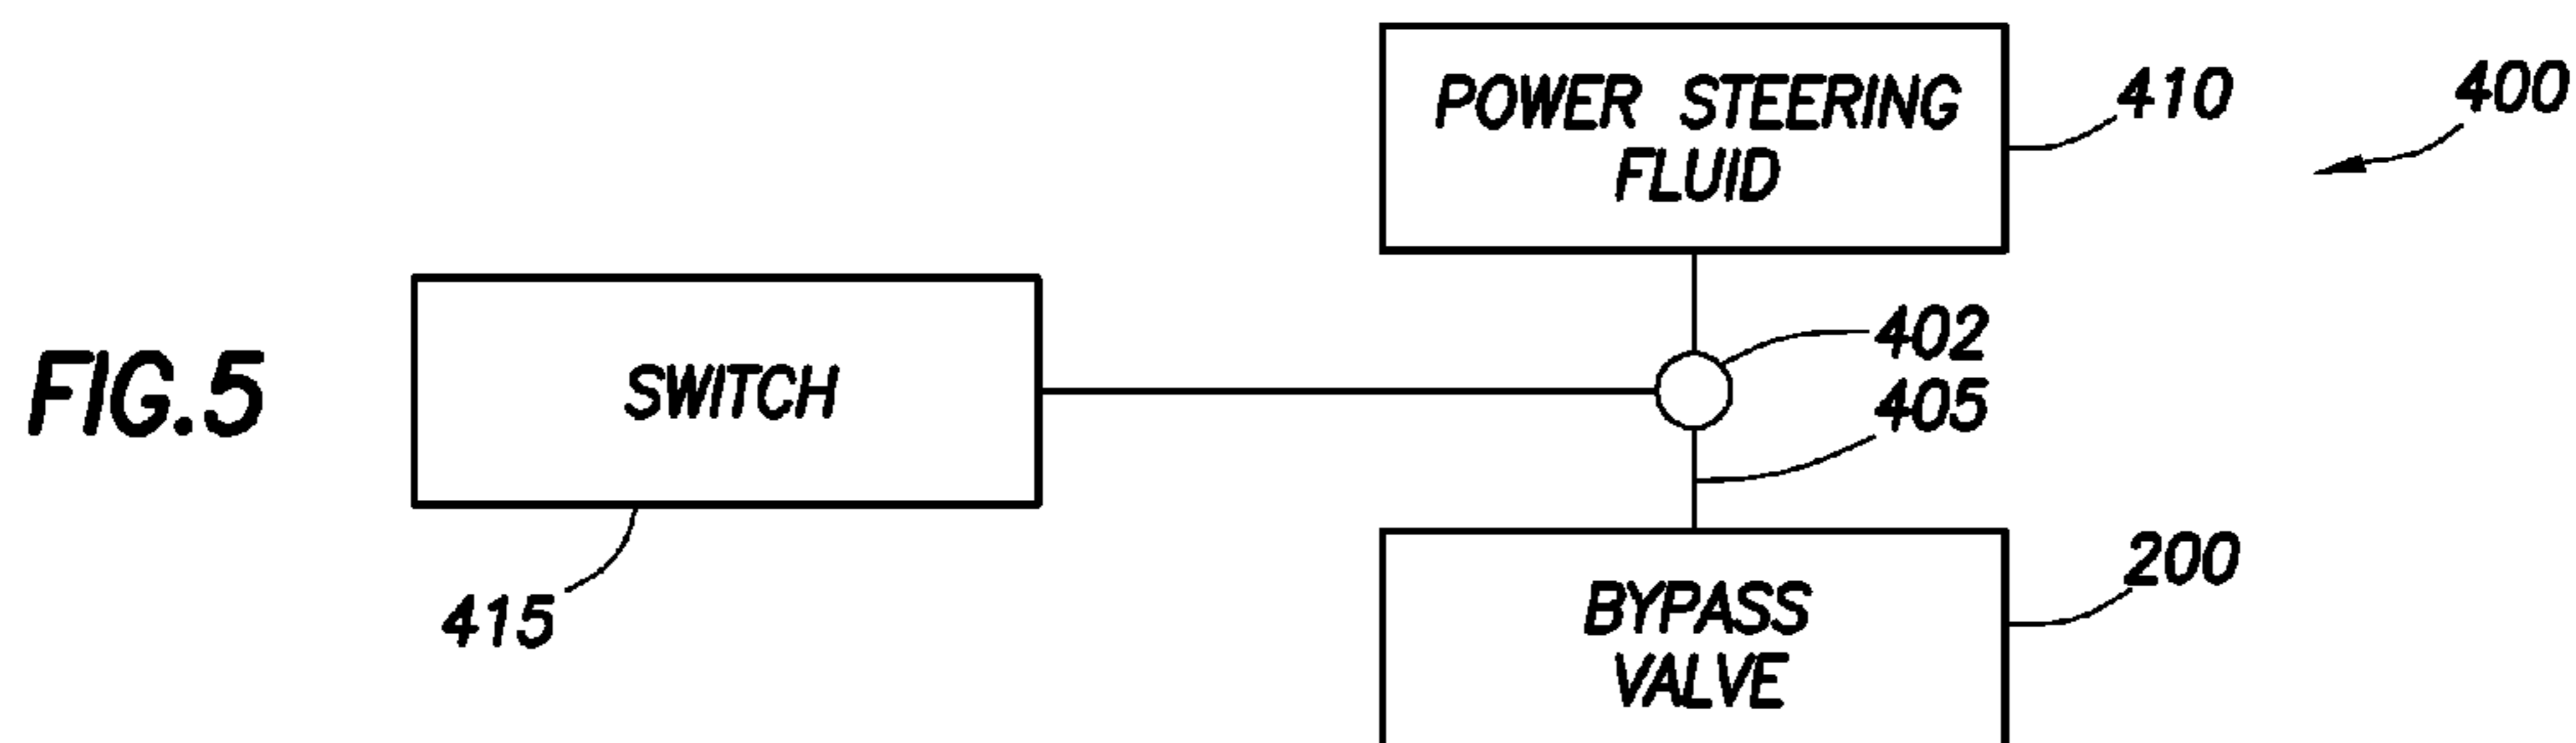 POWER STEERING
FLUID
410
400
FIG.5
SWITCH
402
405
415
BYPASS
VALVE
200